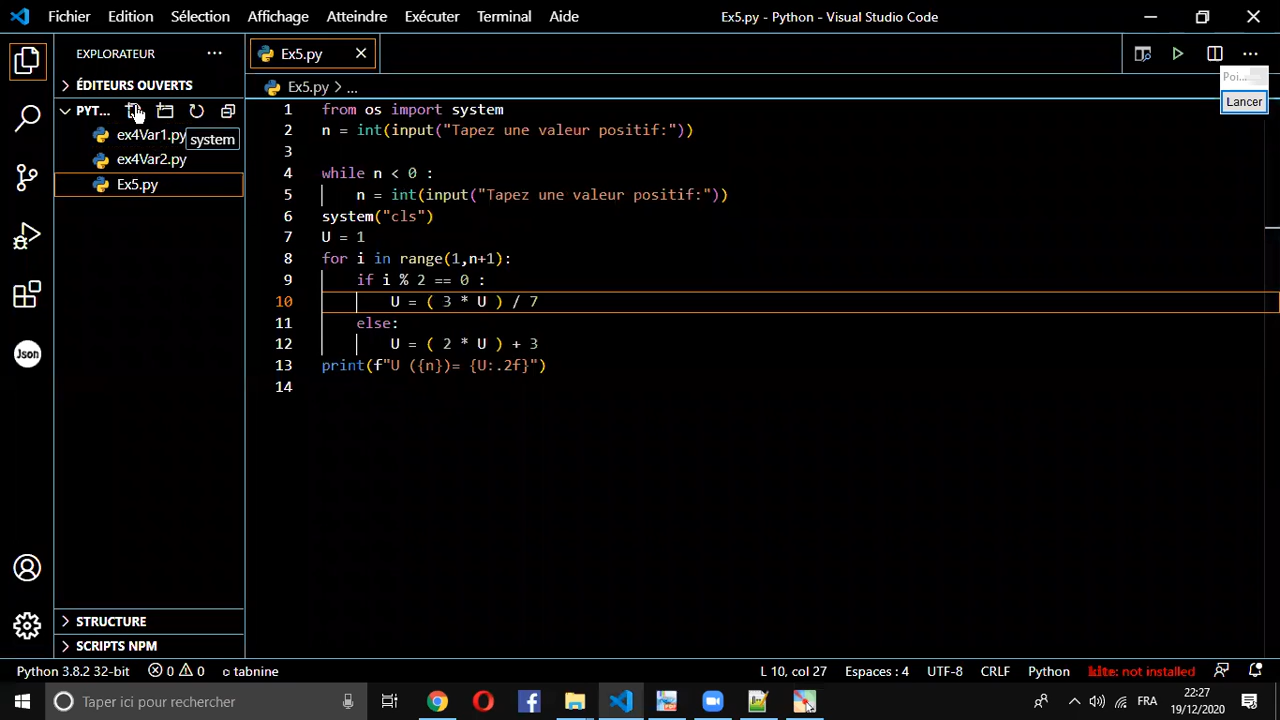 Fichier Edition Sélection Affichage Atteindre Exécuter Terminal Aide Ex5.py - Python - Visual Studio Code
EXPLORATEUR
Ex5.py
ÉDITEURS OUVERTS
Ex5.py > ...
Poi...
Lancer
PYT...
ex4Var1.py
system
ex4Var2.py
Ex5.py
1 from os import system
2 n = int(input("Tapez une valeur positif:"))
3
4 while n < 0 :
5 n = int(input("Tapez une valeur positif:"))
6 system("cls")
7 U = 1
8 for i in range(1,n+1):
9 if i % 2 == 0 :
10 U = ( 3 * U ) / 7
11 else:
12 U = ( 2 * U ) + 3
13 print(f"U ({n})= {U:.2f}")
14
Json
STRUCTURE
SCRIPTS NPM
Python 3.8.2 32-bit 0 0 tabnine L 10, col 27 Espaces : 4 UTF-8 CRLF Python kite: not installed
Taper ici pour rechercher FRA 22:27
19/12/2020